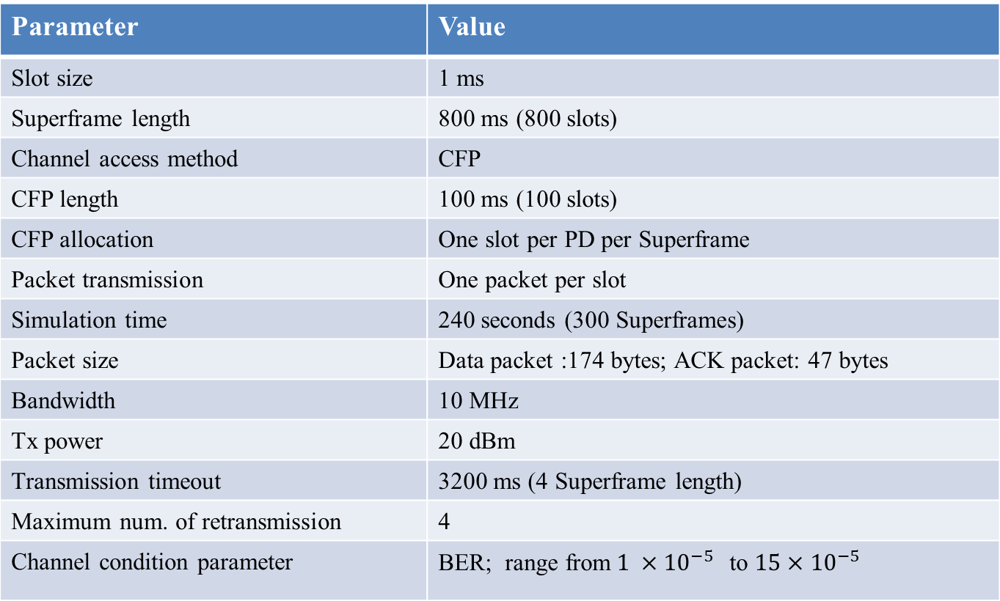 Parameter Value
Slot size 1 ms
Superframe length 800 ms (800 slots)
Channel access method CFP
CFP length 100 ms (100 slots)
CFP allocation One slot per PD per Superframe
Packet transmission One packet per slot
Simulation time 240 seconds (300 Superframes)
Packet size Data packet :174 bytes; ACK packet: 47 bytes
Bandwidth 10 MHz
Tx power 20 dBm
Transmission timeout 3200 ms (4 Superframe length)
Maximum num. of retransmission 4
Channel condition parameter BER; range from 1 × 10⁻⁵ to 15 × 10⁻⁵